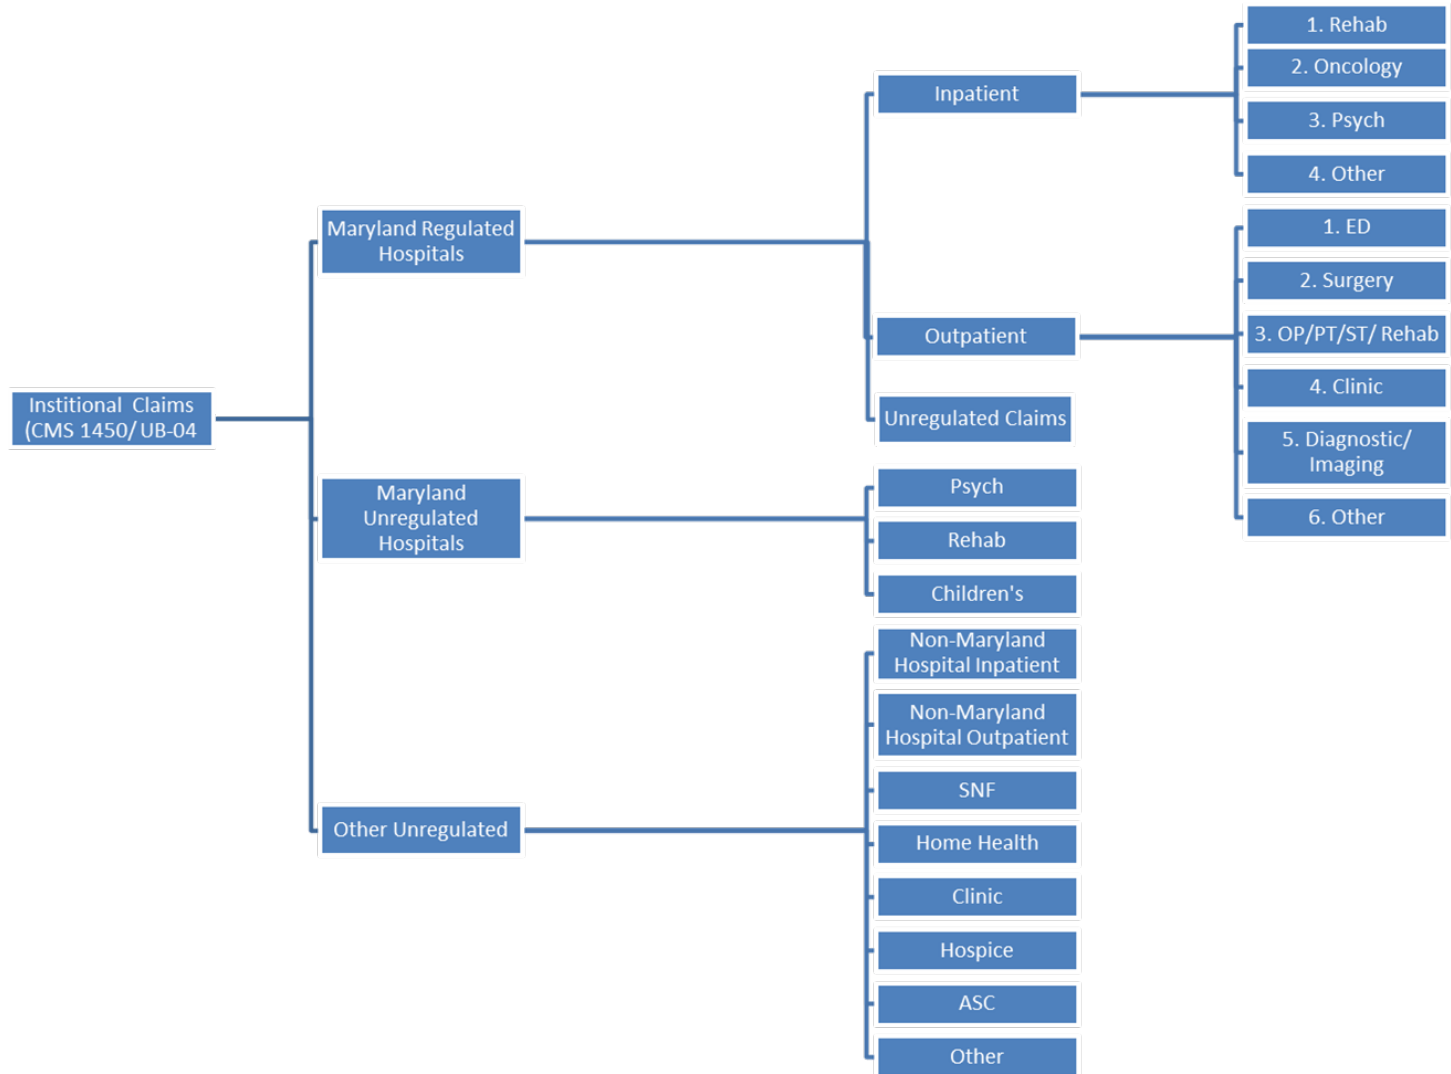 Institional Claims
(CMS 1450/ UB-04
Maryland Regulated
Hospitals
Inpatient
1. Rehab
2. Oncology
3. Psych
4. Other
Outpatient
1. ED
2. Surgery
3. OP/PT/ST/ Rehab
4. Clinic
5. Diagnostic/
Imaging
6. Other
Unregulated Claims
Maryland
Unregulated
Hospitals
Psych
Rehab
Children's
Other Unregulated
Non-Maryland
Hospital Inpatient
Non-Maryland
Hospital Outpatient
SNF
Home Health
Clinic
Hospice
ASC
Other